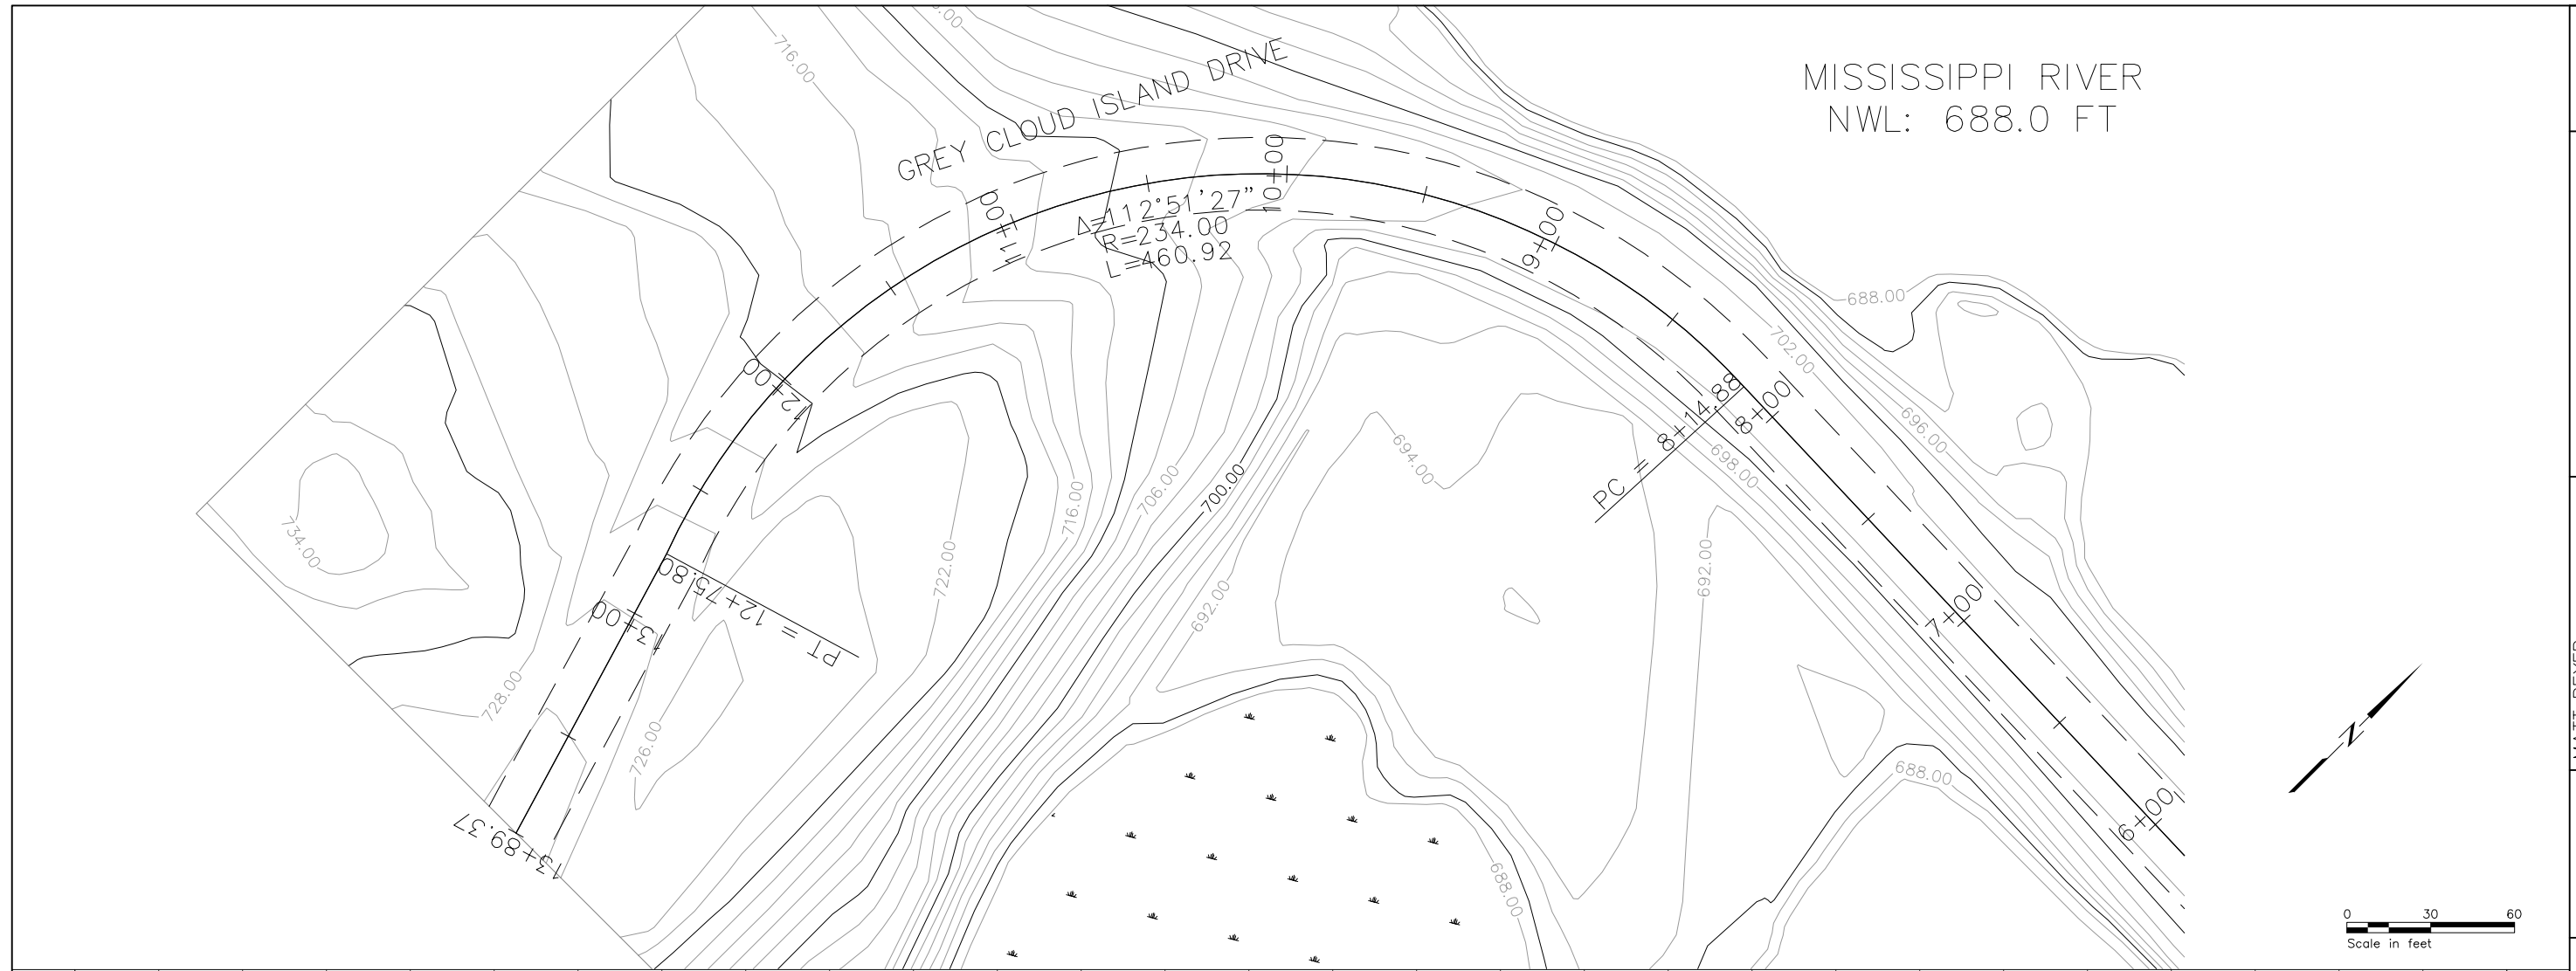 716.00
GREY CLOUD ISLAND DRIVE
MISSISSIPPI RIVER
NWL: 688.0 FT
10+00
11+00
Δ=112°51'27"
R=234.00
L=460.92
9+00
688.00
702.00
12+00
8+00
PC = 8+14.88
696.00
694.00
698.00
700.00
706.00
716.00
734.00
722.00
692.00
692.00
PT = 12+75.80
13+00
7+00
728.00
726.00
N
688.00
6+00
13+89.37
688.00
0 30 60
Scale in feet